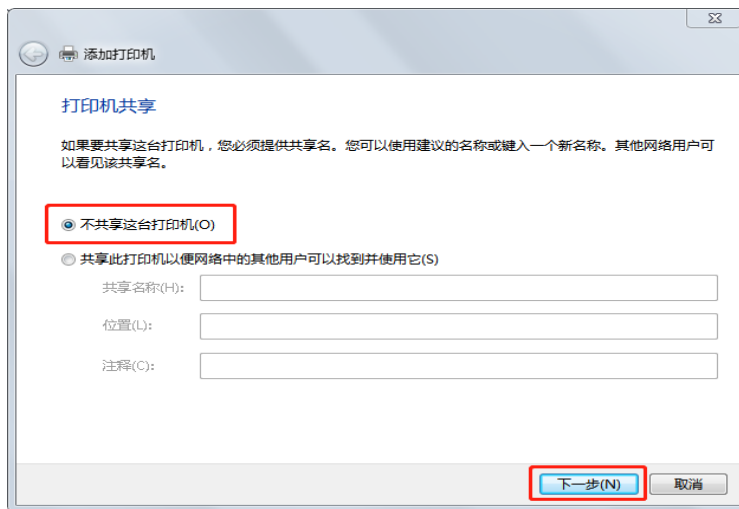 添加打印机
打印机共享
如果要共享这台打印机，您必须提供共享名。您可以使用建议的名称或键入一个新名称。其他网络用户可
以看见该共享名。
不共享这台打印机(O)
共享此打印机以便网络中的其他用户可以找到并使用它(S)
共享名称(H):
位置(L):
注释(C):
下一步(N)
取消